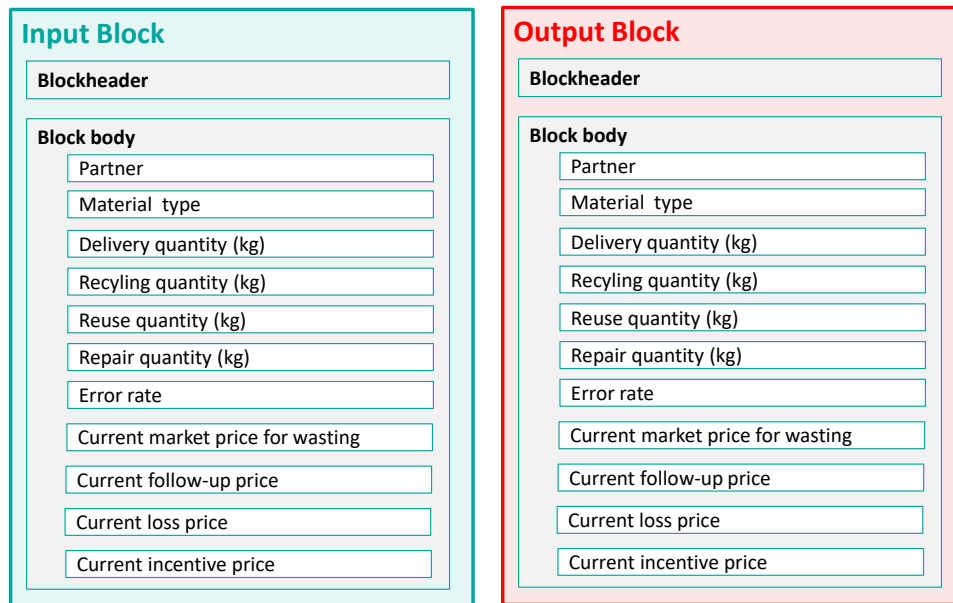 Input Block
Blockheader
Block body
Partner
Material type
Delivery quantity (kg)
Recyling quantity (kg)
Reuse quantity (kg)
Repair quantity (kg)
Error rate
Current market price for wasting
Current follow-up price
Current loss price
Current incentive price
Output Block
Blockheader
Block body
Partner
Material type
Delivery quantity (kg)
Recyling quantity (kg)
Reuse quantity (kg)
Repair quantity (kg)
Error rate
Current market price for wasting
Current follow-up price
Current loss price
Current incentive price